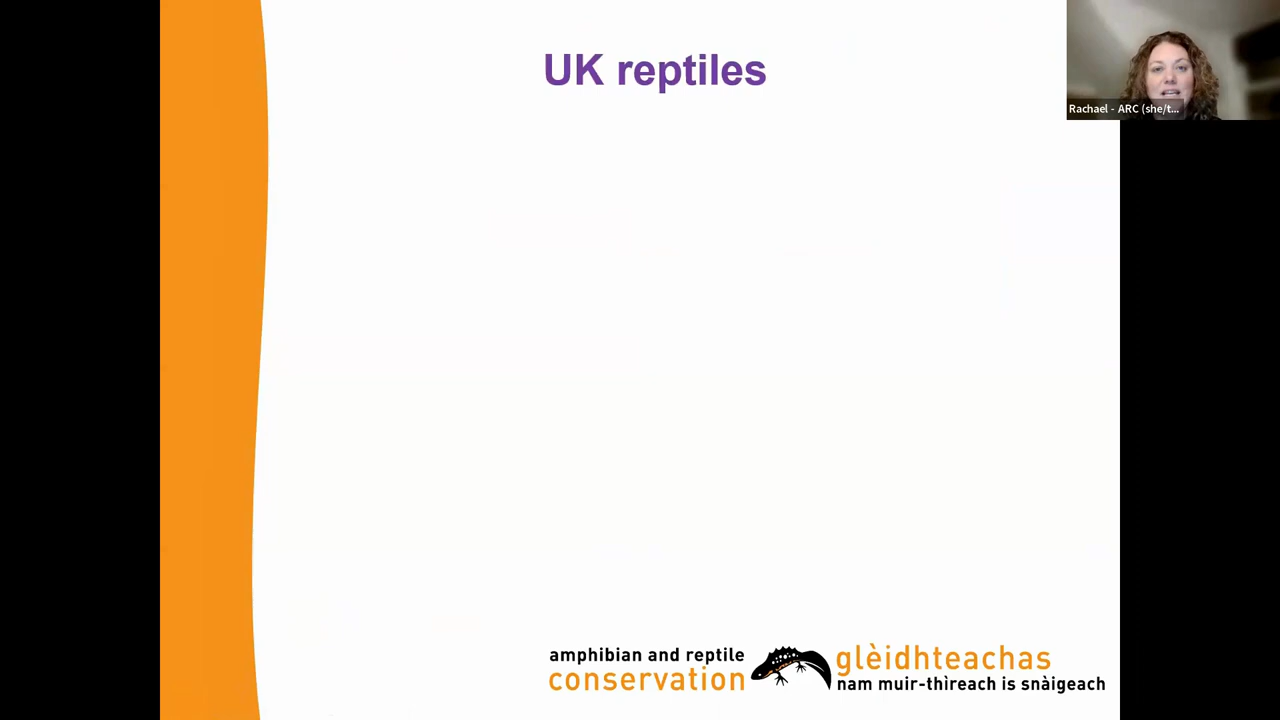 UK reptiles
Rachael - ARC (she/t...
amphibian and reptile
conservation
glèidhteachas
nam muir-thìreach is snàigeach